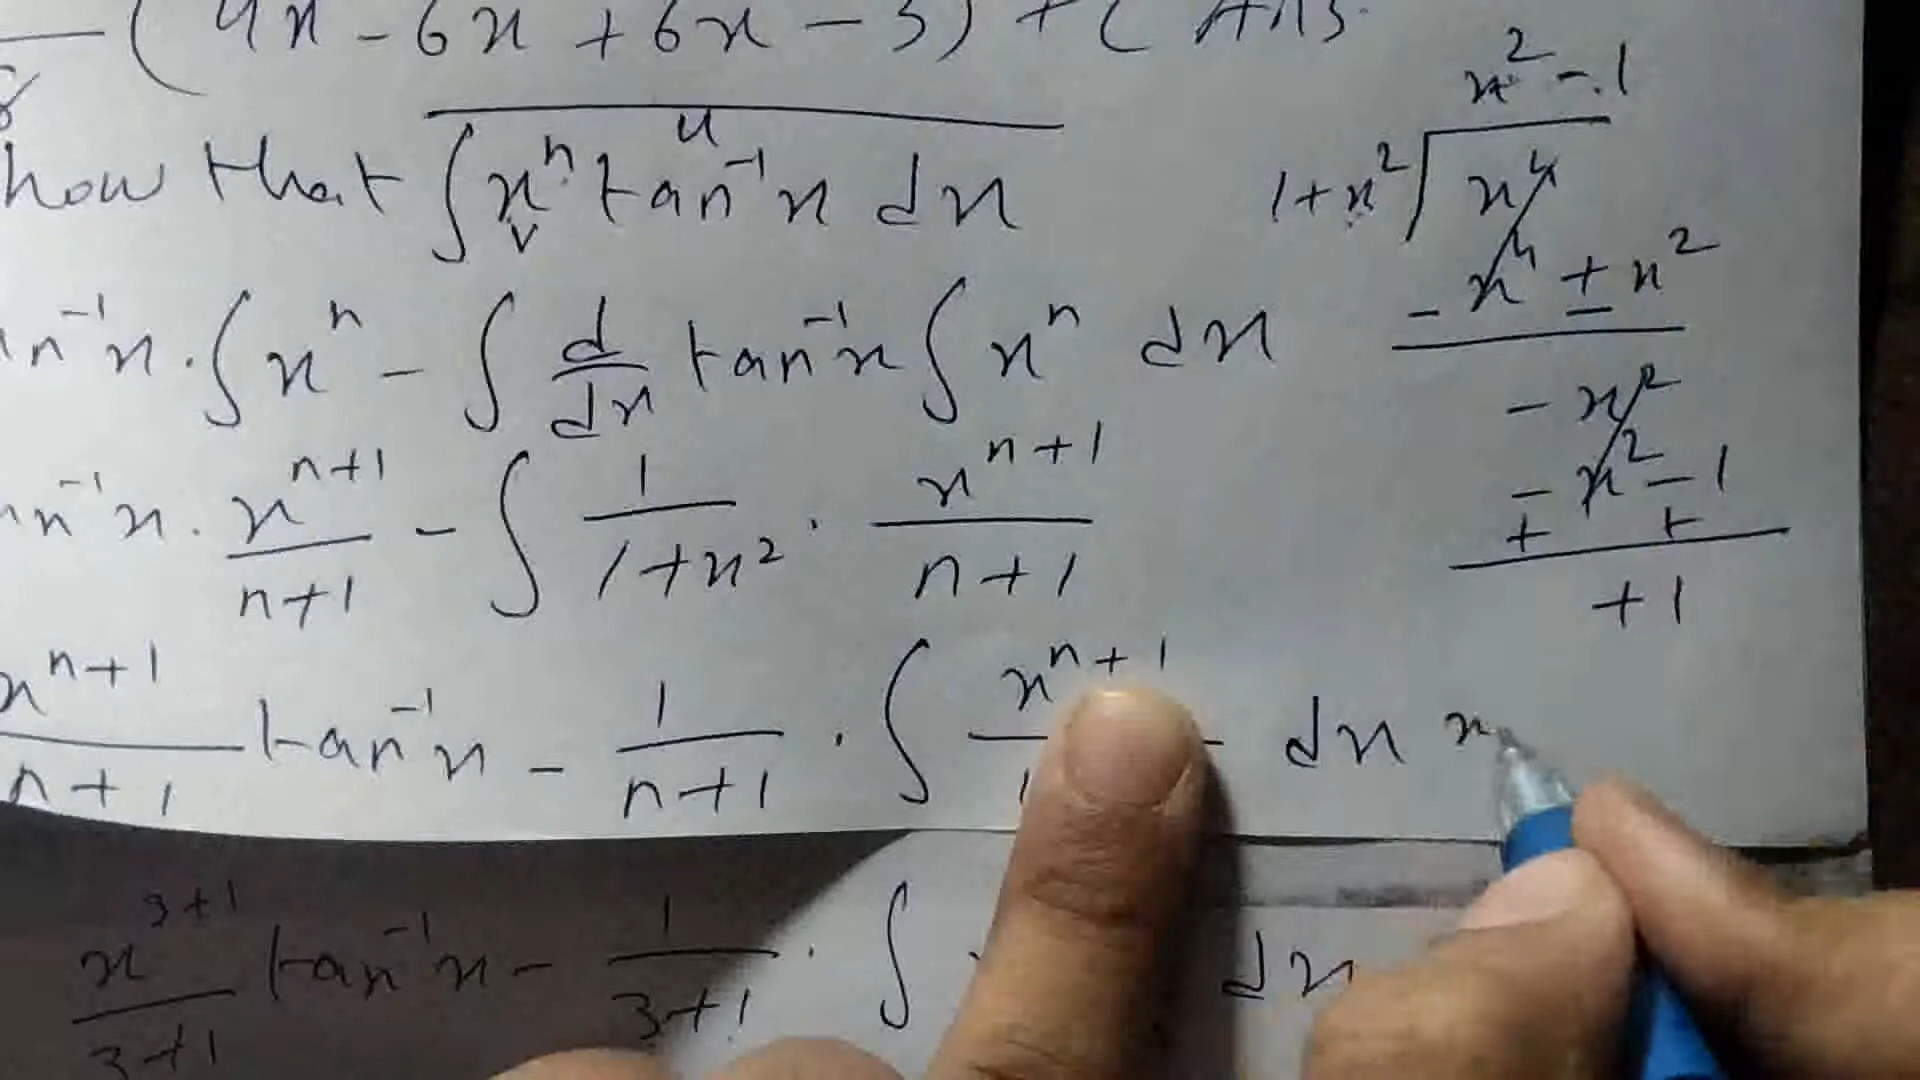 (4x - 6x + 6x - 3) + C Ans.
how that ∫ xⁿ tan⁻¹x dx
u
v
an⁻¹x . ∫ xⁿ - ∫ d/dx tan⁻¹x ∫ xⁿ dx
n⁻¹x . xⁿ⁺¹/n+1 - ∫ 1/1+x² . xⁿ⁺¹/n+1
xⁿ⁺¹/n+1 tan⁻¹x - 1/n+1 . ∫ xⁿ⁺¹/1 dx x
x³⁺¹/3+1 tan⁻¹x - 1/3+1 . ∫ dx
x² - 1
1+x² √ x⁴
- x⁴ ± x²
- x²
- x² - 1
+ +
+1